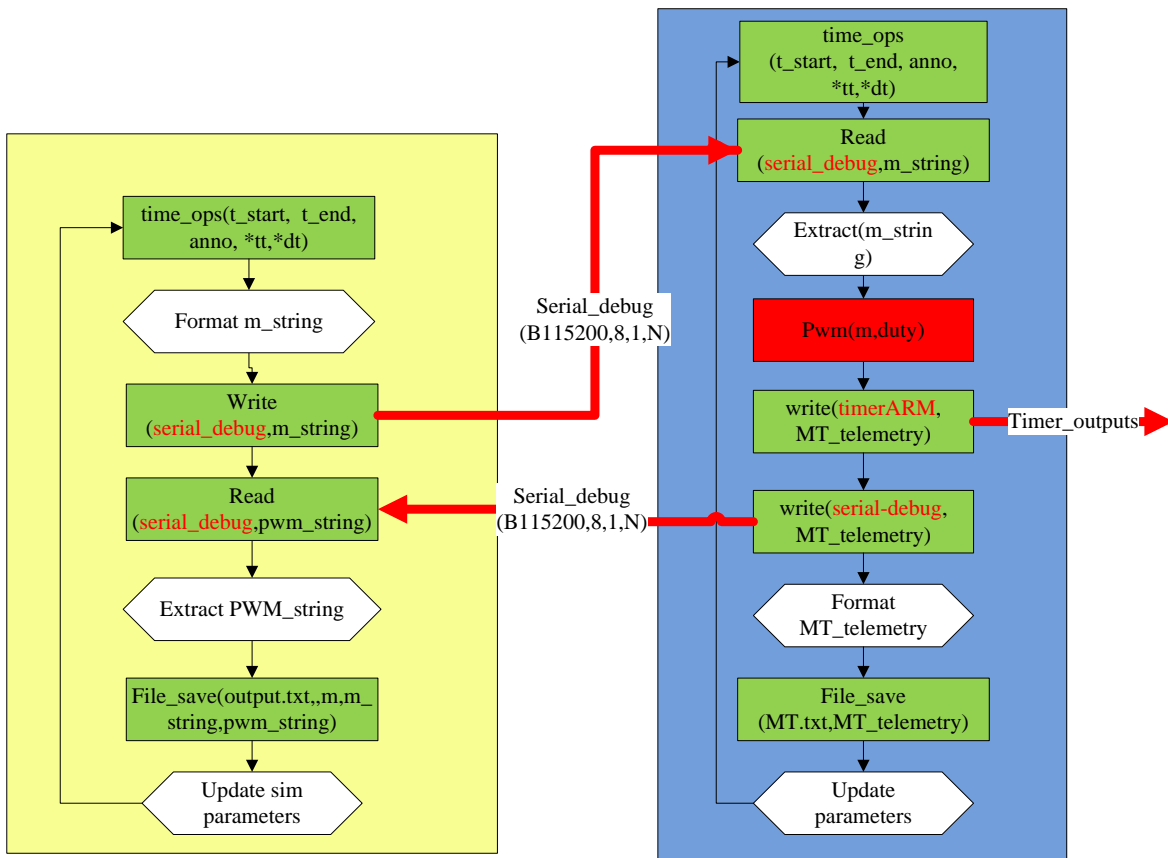 time_ops(t_start,  t_end,
anno, *tt,*dt)
Format m_string
Write
(serial_debug,m_string)
Read
(serial_debug,pwm_string)
Extract PWM_string
File_save(output.txt,,m,m_
string,pwm_string)
Update sim
parameters
Serial_debug
(B115200,8,1,N)
Serial_debug
(B115200,8,1,N)
time_ops
(t_start,  t_end, anno,
*tt,*dt)
Read
(serial_debug,m_string)
Extract(m_strin
g)
Pwm(m,duty)
write(timerARM,
MT_telemetry)
Timer_outputs
write(serial-debug,
MT_telemetry)
Format
MT_telemetry
File_save
(MT.txt,MT_telemetry)
Update
parameters